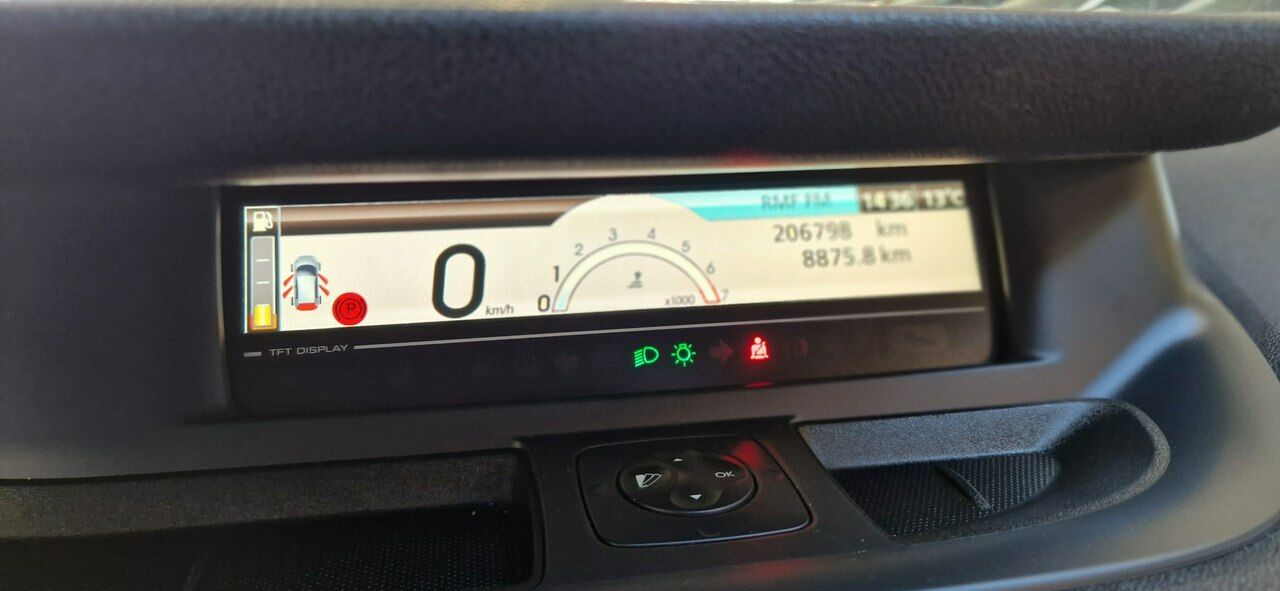 RMF FM 14:36 13°C
206798 km
8875.8 km
0 km/h
0 1 2 3 4 5 6 7
x1000
P
TFT DISPLAY
OK